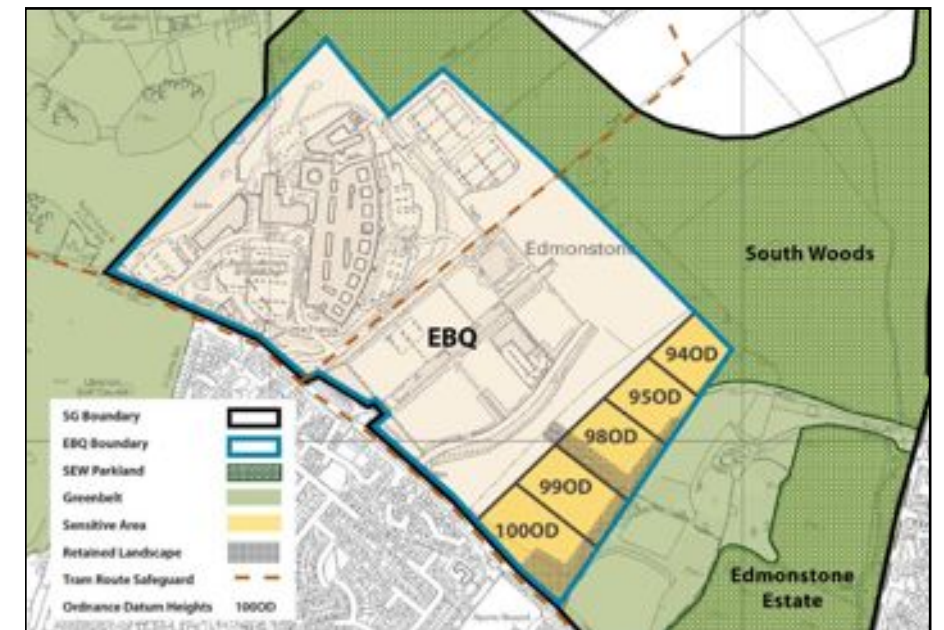 Edmonstone
South Woods
EBQ
94OD
95OD
98OD
99OD
100OD
SG Boundary
EBQ Boundary
SEW Parkland
Greenbelt
Sensitive Area
Retained Landscape
Tram Route Safeguard
Ordnance Datum Heights 100OD
Edmonstone
Estate